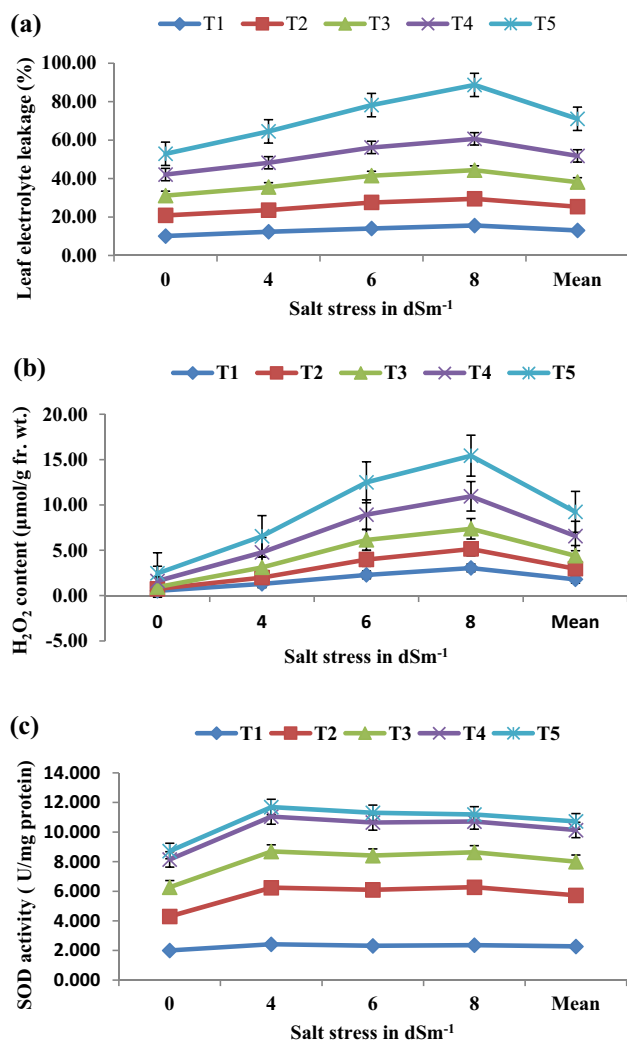 (a)
T1 T2 T3 T4 T5
Leaf electrolyte leakage (%)
100.00
80.00
60.00
40.00
20.00
0.00
0 4 6 8 Mean
Salt stress in dSm⁻¹
(b)
T1 T2 T3 T4 T5
H₂O₂ content (µmol/g fr. wt.)
20.00
15.00
10.00
5.00
0.00
-5.00
0 4 6 8 Mean
Salt stress in dSm⁻¹
(c)
T1 T2 T3 T4 T5
SOD activity ( U/mg protein)
14.000
12.000
10.000
8.000
6.000
4.000
2.000
0.000
0 4 6 8 Mean
Salt stress in dSm⁻¹